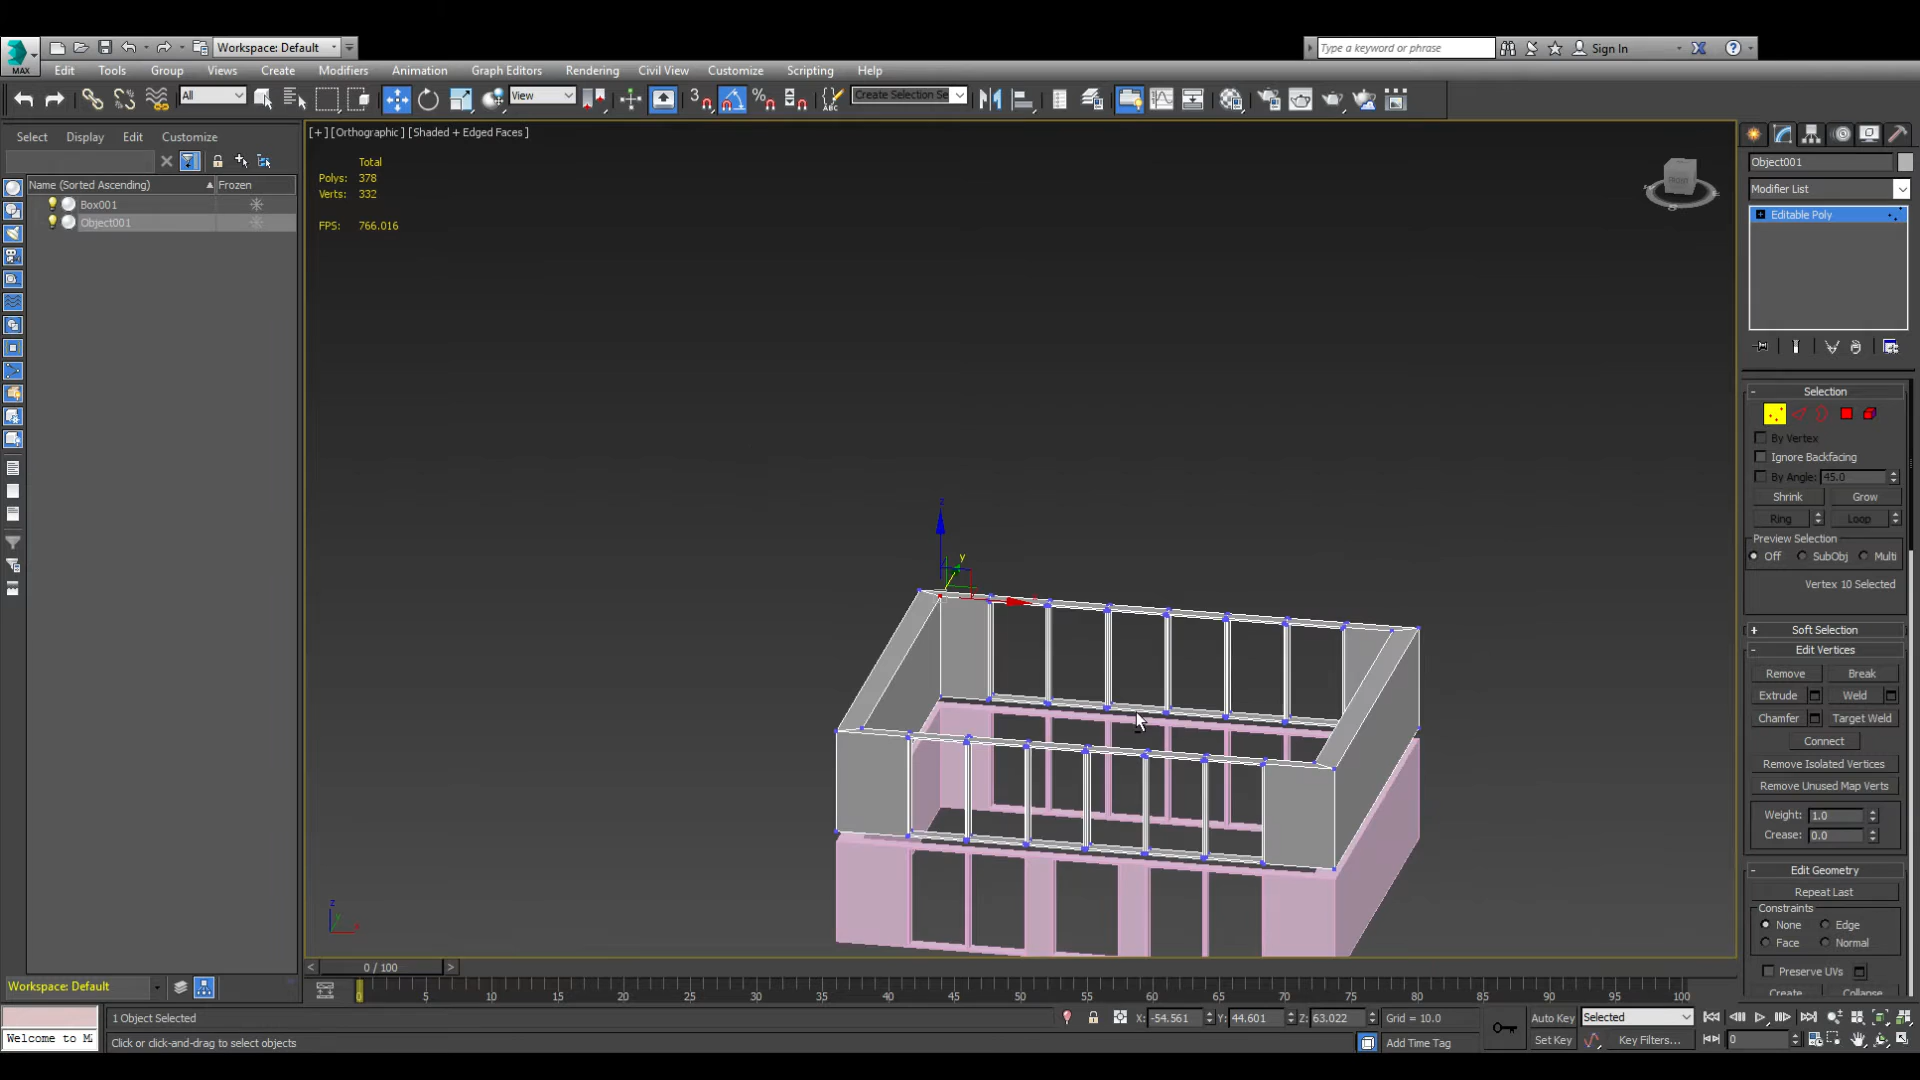 Workspace: Default
Type a keyword or phrase
Sign In
MAX
Edit Tools Group Views Create Modifiers Animation Graph Editors Rendering Civil View Customize Scripting Help
All
View
3
%
ABC
Create Selection Se
Select Display Edit Customize
Name (Sorted Ascending) Frozen
Box001
Object001
[+] [Orthographic] [Shaded + Edged Faces]
Total
Polys: 378
Verts: 332
FPS: 766.016
z
y
FRONT
z
y
x
Object001
Modifier List
Editable Poly
Selection
By Vertex
Ignore Backfacing
By Angle: 45.0
Shrink Grow
Ring Loop
Preview Selection
Off SubObj Multi
Vertex 10 Selected
Soft Selection
Edit Vertices
Remove Break
Extrude Weld
Chamfer Target Weld
Connect
Remove Isolated Vertices
Remove Unused Map Verts
Weight: 1.0
Crease: 0.0
Edit Geometry
Repeat Last
Constraints
None Edge
Face Normal
Preserve UVs
Create Collapse
0 / 100
Workspace: Default
0 5 10 15 20 25 30 35 40 45 50 55 60 65 70 75 80 85 90 95 100
1 Object Selected
X: -54.561 Y: 44.601 Z: 63.022 Grid = 10.0
Auto Key Selected
Welcome to M
Click or click-and-drag to select objects
Add Time Tag
Set Key Key Filters... 0